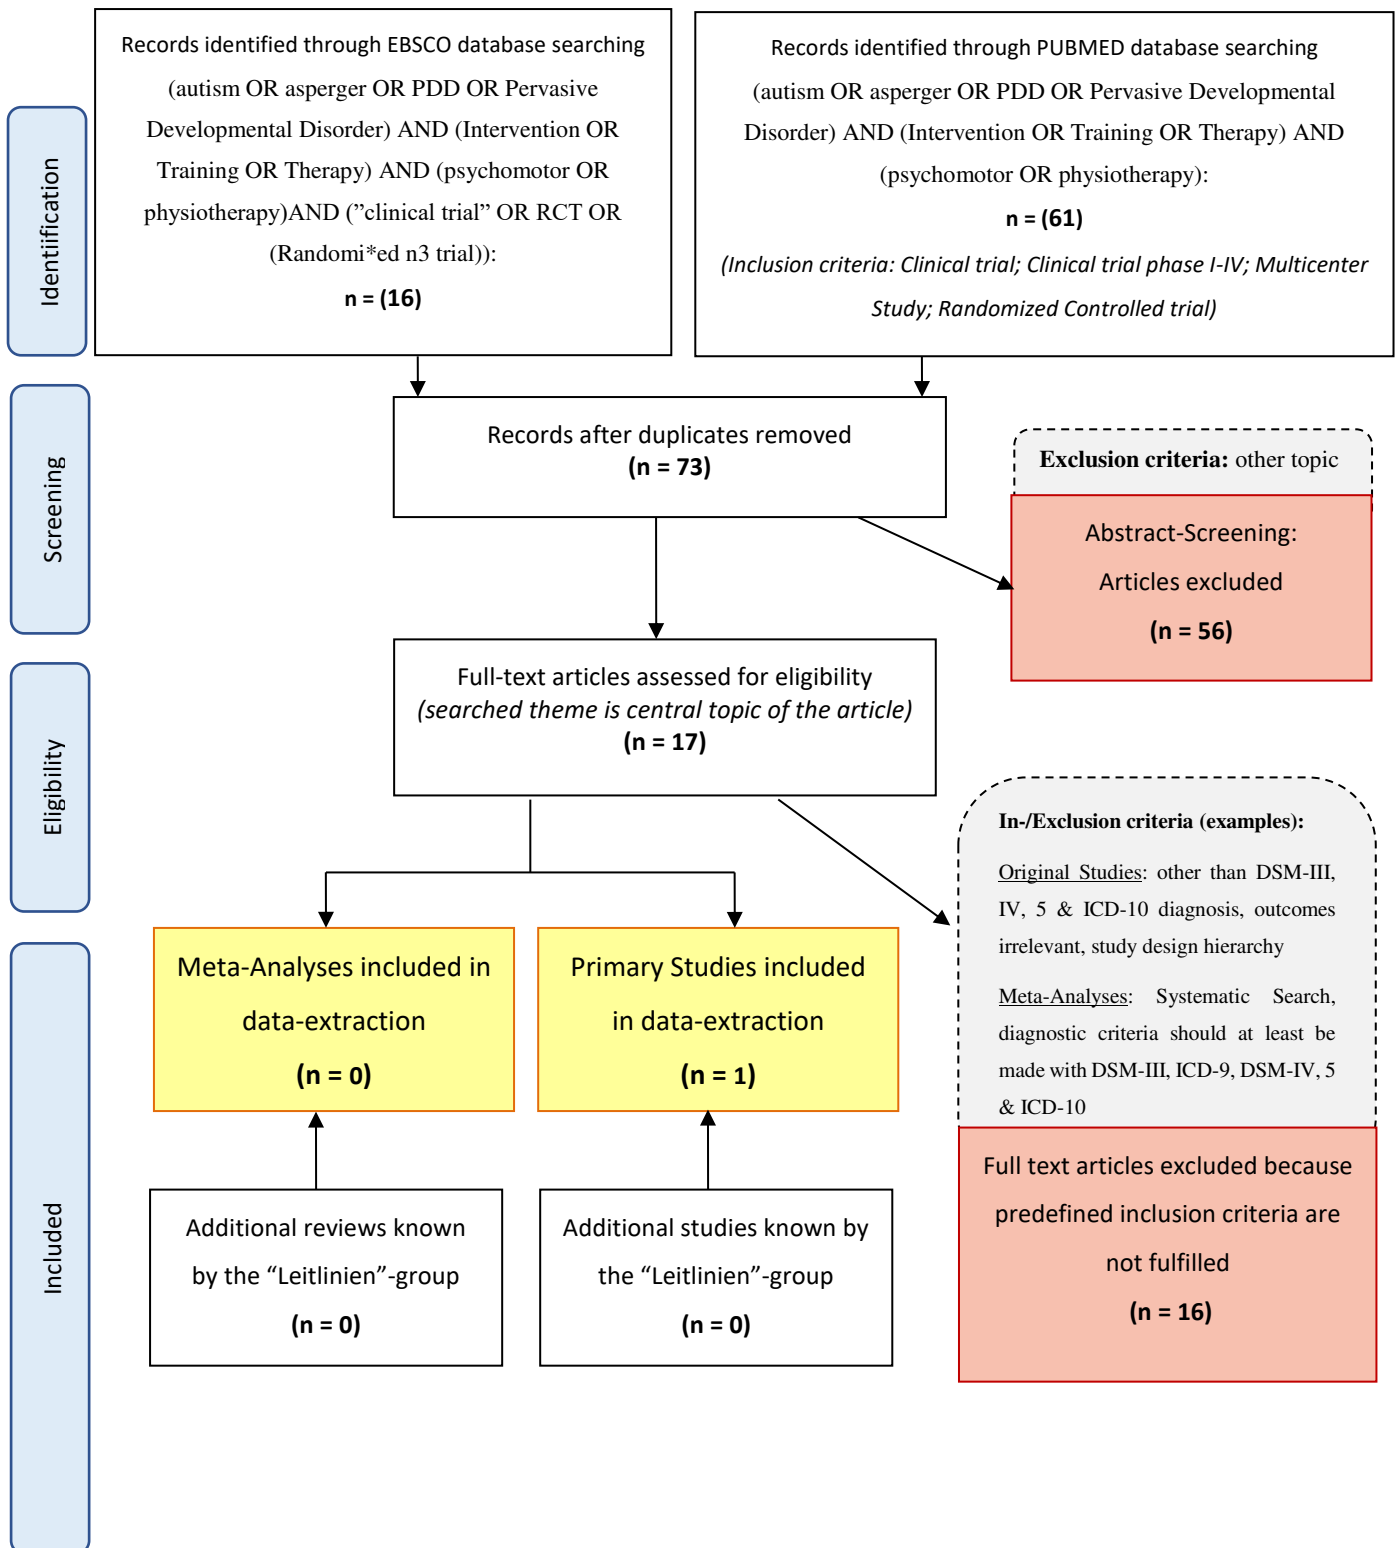 Records identified through EBSCO database searching
(autism OR asperger OR PDD OR Pervasive
Developmental Disorder) AND (Intervention OR
Training OR Therapy) AND (psychomotor OR
physiotherapy)AND (”clinical trial” OR RCT OR
(Randomi*ed n3 trial)):
n = (16)
Records identified through PUBMED database searching
(autism OR asperger OR PDD OR Pervasive Developmental
Disorder) AND (Intervention OR Training OR Therapy) AND
(psychomotor OR physiotherapy):
n = (61)
(Inclusion criteria: Clinical trial; Clinical trial phase I-IV; Multicenter
Study; Randomized Controlled trial)
Identiification
Screening
Records after duplicates removed
(n = 73)
Exclusion criteria: other topic
Abstract-Screening:
Articles excluded
(n = 56)
Eligibility
Full-text articles assessed for eligibility
(searched theme is central topic of the article)
(n = 17)
In-/Exclusion criteria (examples):
Original Studies: other than DSM-III,
IV, 5 & ICD-10 diagnosis, outcomes
irrelevant, study design hierarchy
Meta-Analyses: Systematic Search,
diagnostic criteria should at least be
made with DSM-III, ICD-9, DSM-IV, 5
& ICD-10
Full text articles excluded because
predefined inclusion criteria are
not fulfilled
(n = 16)
Included
Meta-Analyses included in
data-extraction
(n = 0)
Primary Studies included
in data-extraction
(n = 1)
Additional reviews known
by the “Leitlinien”-group
(n = 0)
Additional studies known by
the “Leitlinien”-group
(n = 0)